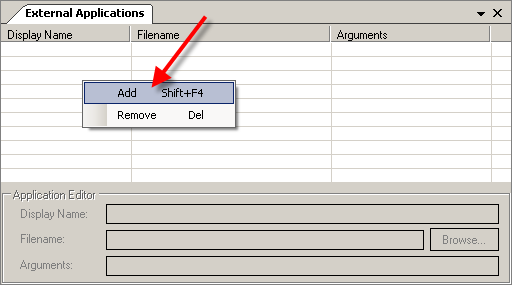 External Applications
Display Name Filename Arguments
Add Shift+F4
Remove Del
Application Editor
Display Name:
Filename: Browse...
Arguments: